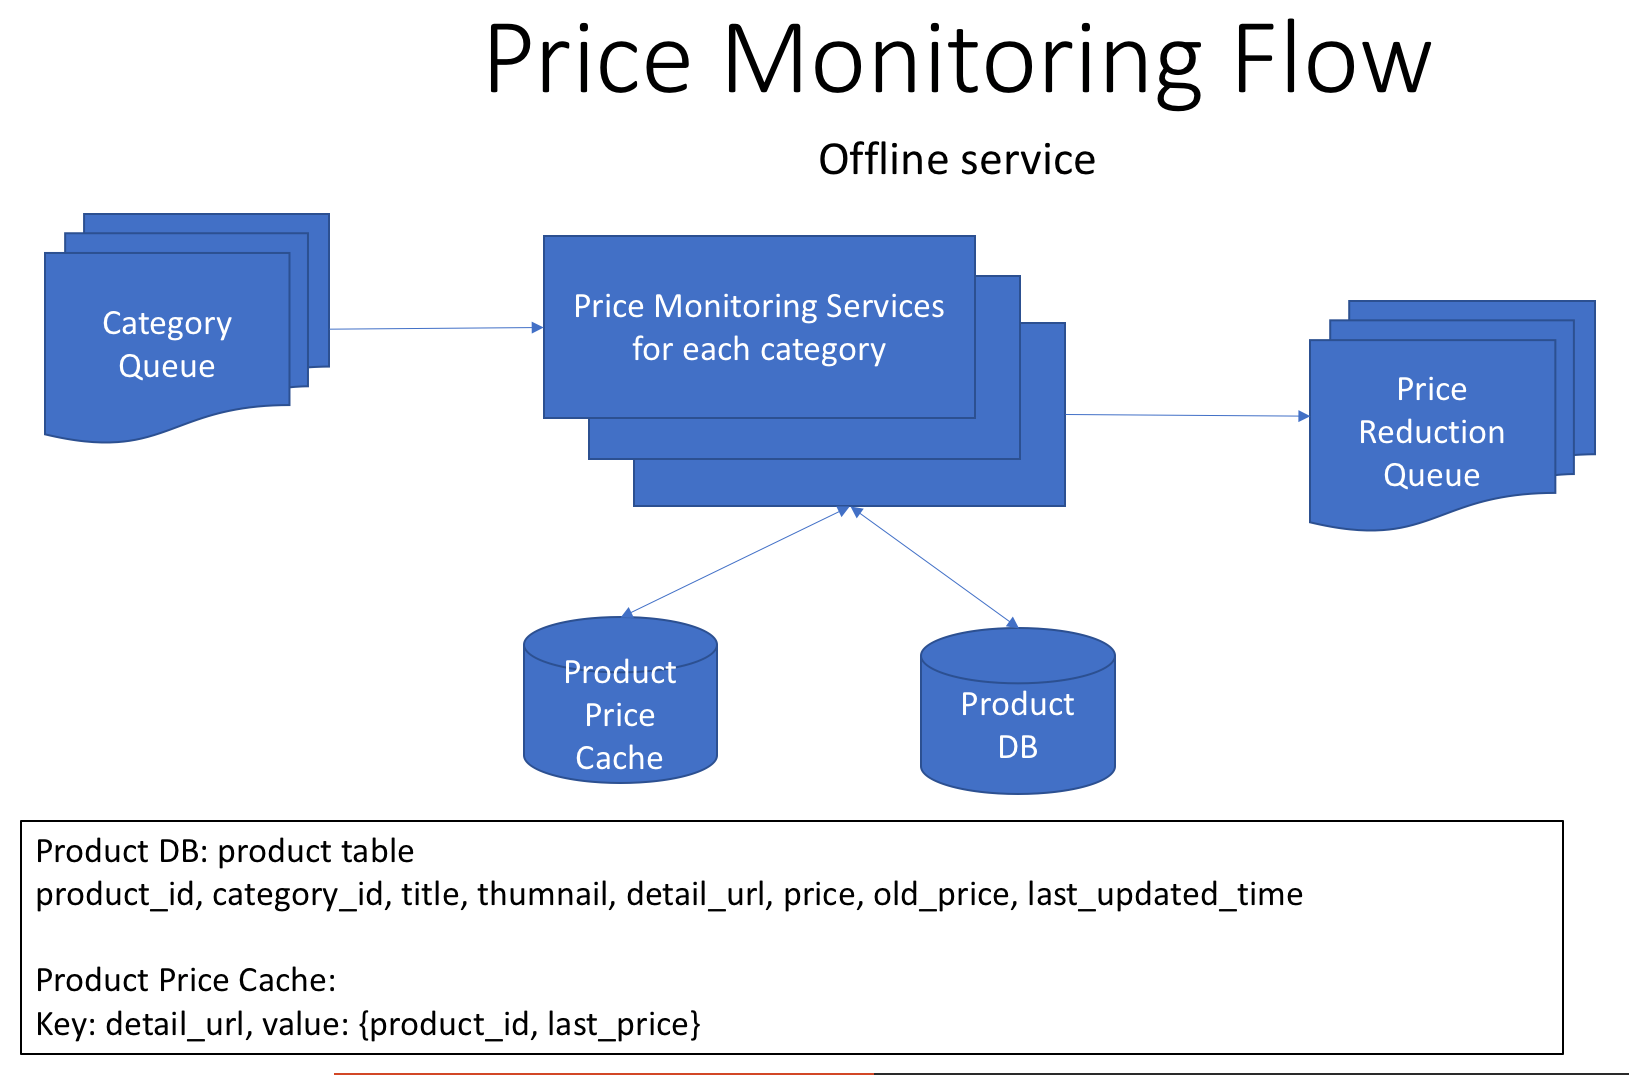 Price Monitoring Flow
Offline service
Category
Queue
Price Monitoring Services
for each category
Price
Reduction
Queue
Product
Price
Cache
Product
DB
Product DB: product table
product_id, category_id, title, thumnail, detail_url, price, old_price, last_updated_time
Product Price Cache:
Key: detail_url, value: {product_id, last_price}